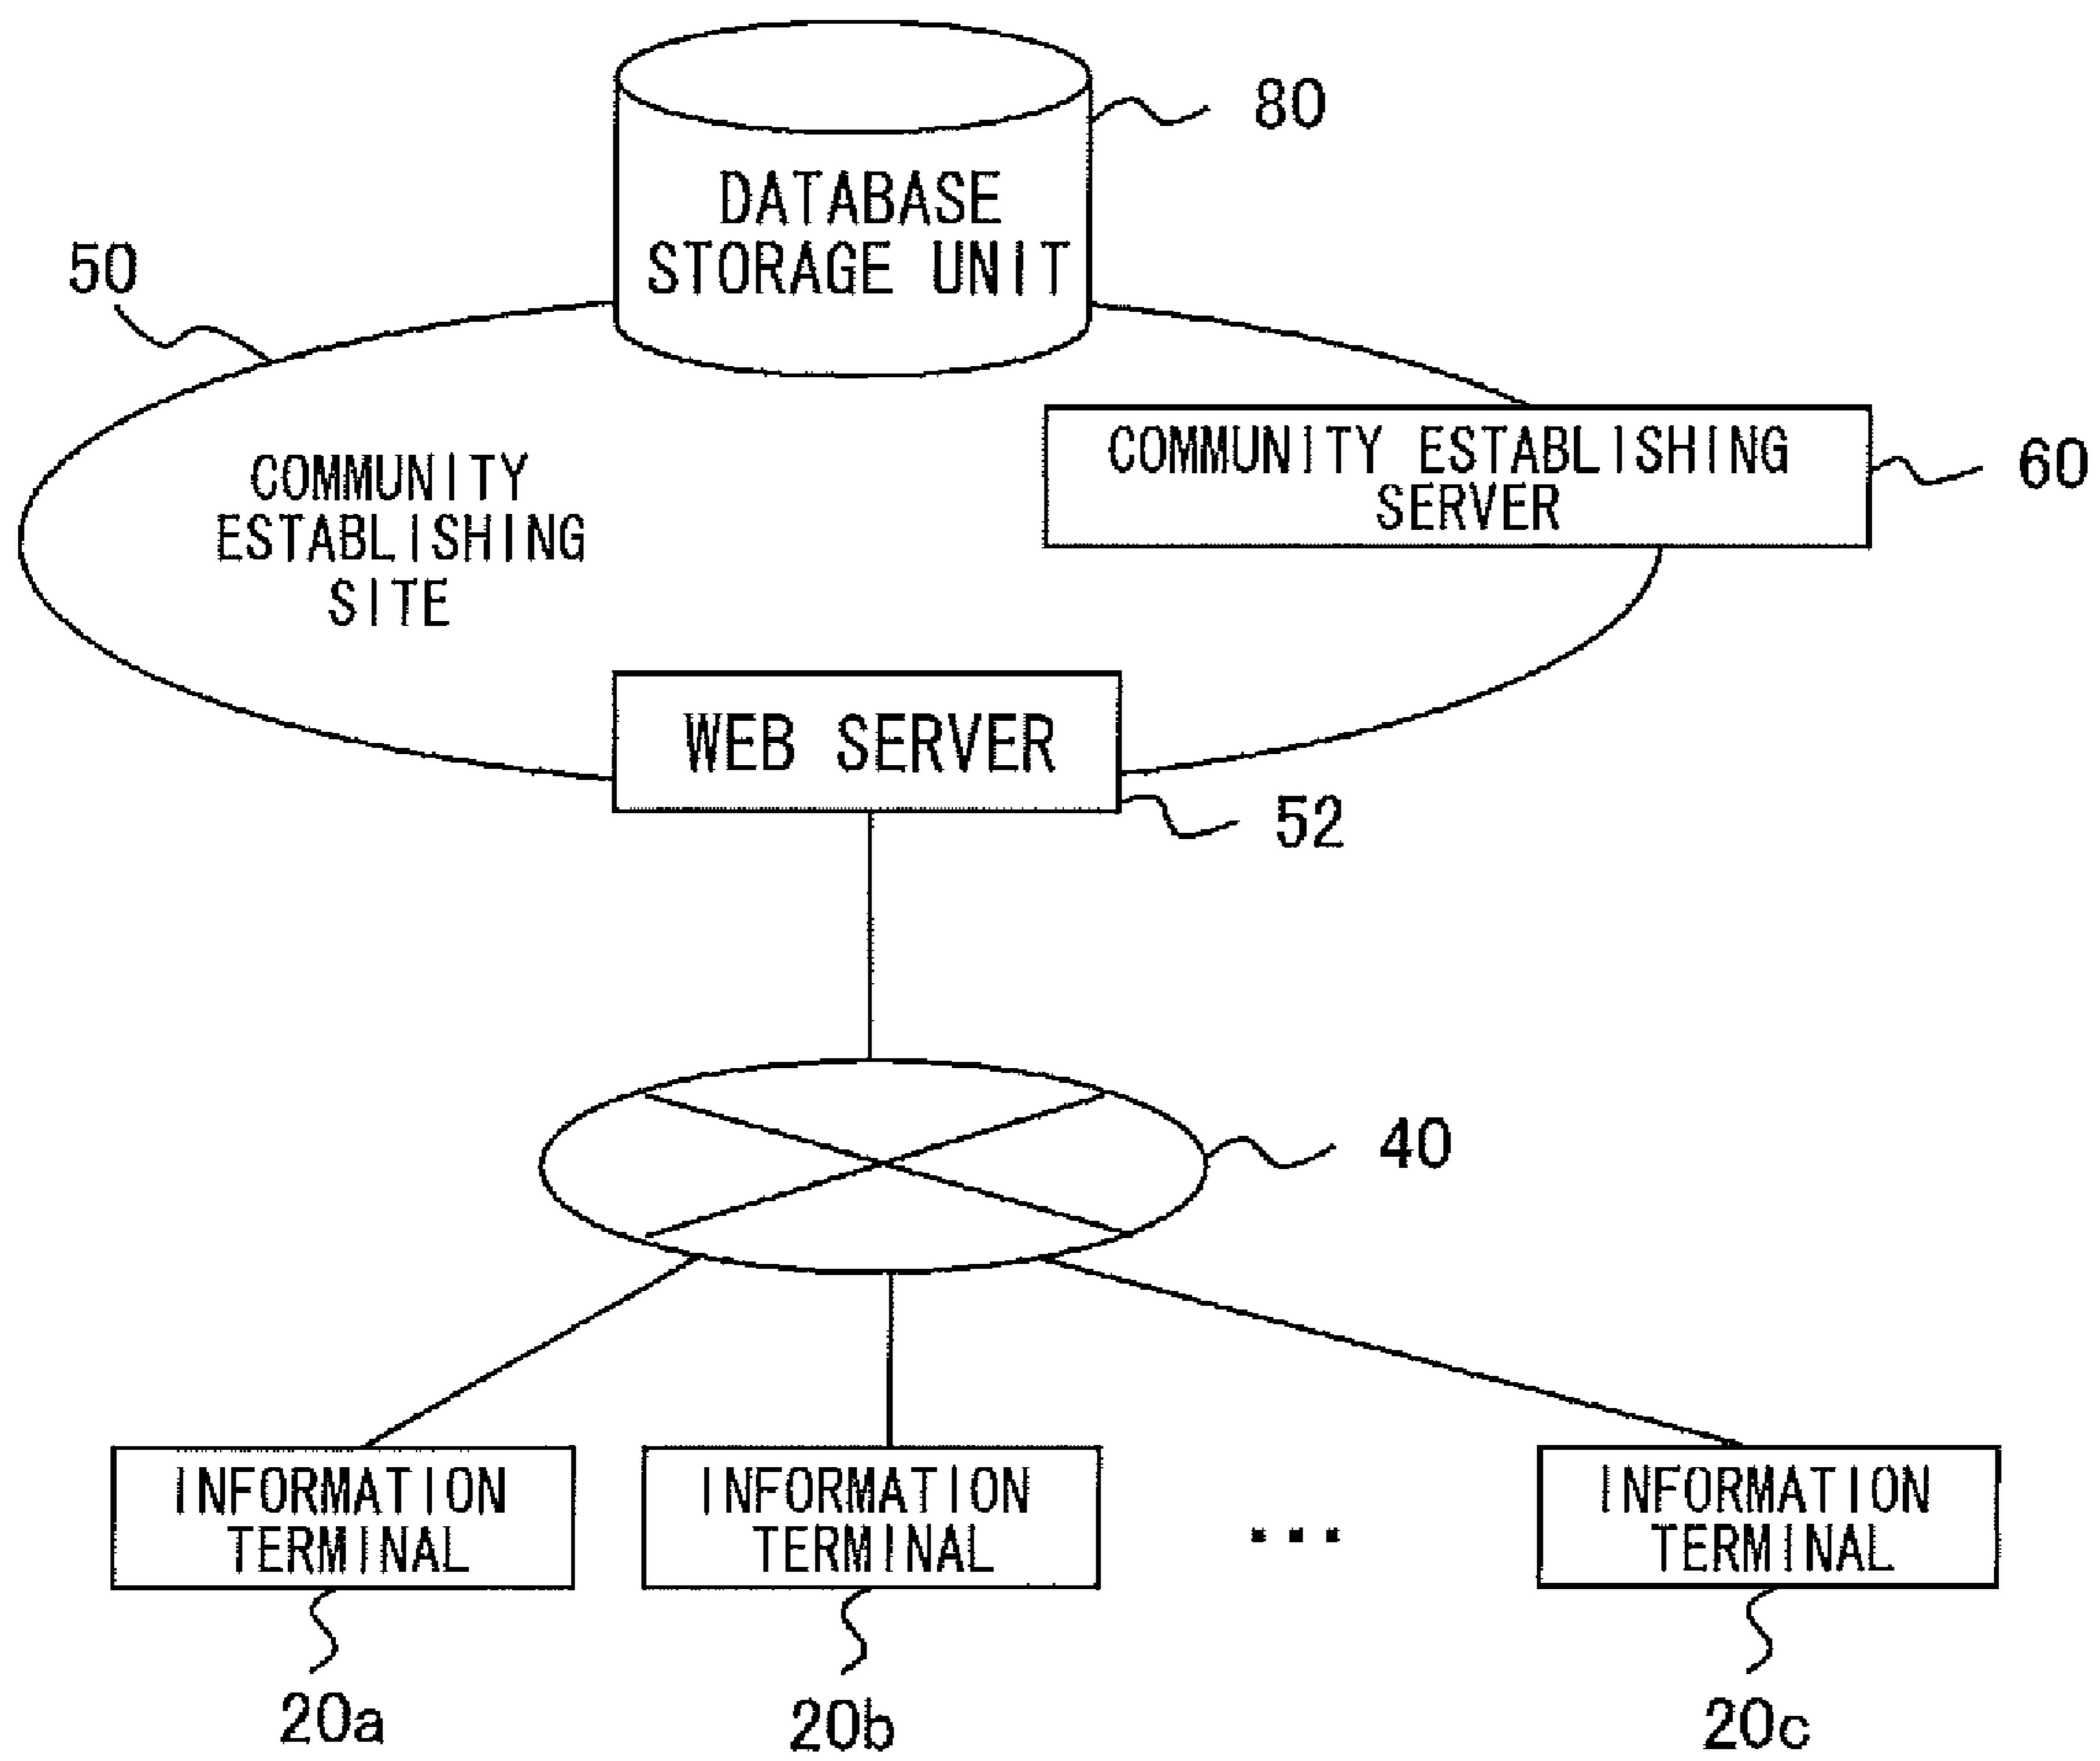 80
DATABASE
STORAGE UNIT
50
COMMUNITY ESTABLISHING
SERVER
60
COMMUNITY
ESTABLISHING
SITE
WEB SERVER
52
40
INFORMATION
TERMINAL
INFORMATION
TERMINAL
...
INFORMATION
TERMINAL
20a
20b
20c